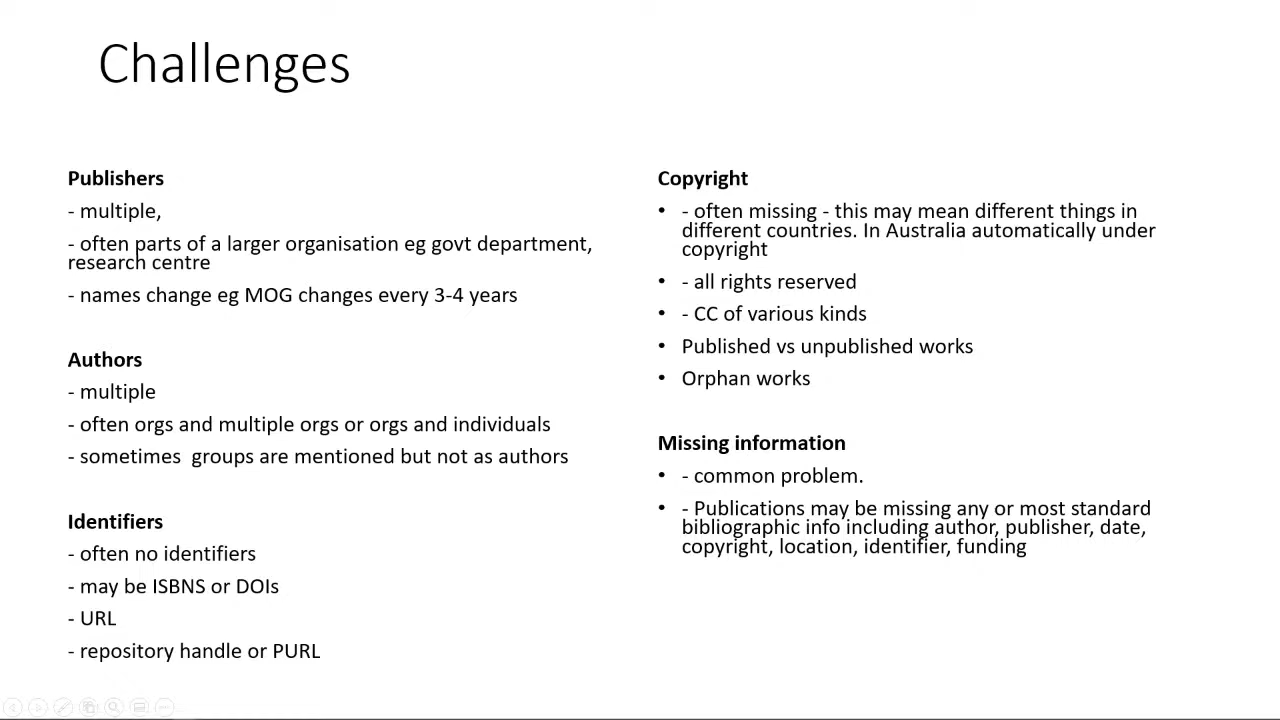 Challenges
Publishers
- multiple,
- often parts of a larger organisation eg govt department,
research centre
- names change eg MOG changes every 3-4 years
Authors
- multiple
- often orgs and multiple orgs or orgs and individuals
- sometimes  groups are mentioned but not as authors
Identifiers
- often no identifiers
- may be ISBNS or DOIs
- URL
- repository handle or PURL
Copyright
• - often missing - this may mean different things in
different countries. In Australia automatically under
copyright
• - all rights reserved
• - CC of various kinds
• Published vs unpublished works
• Orphan works
Missing information
• - common problem.
• - Publications may be missing any or most standard
bibliographic info including author, publisher, date,
copyright, location, identifier, funding